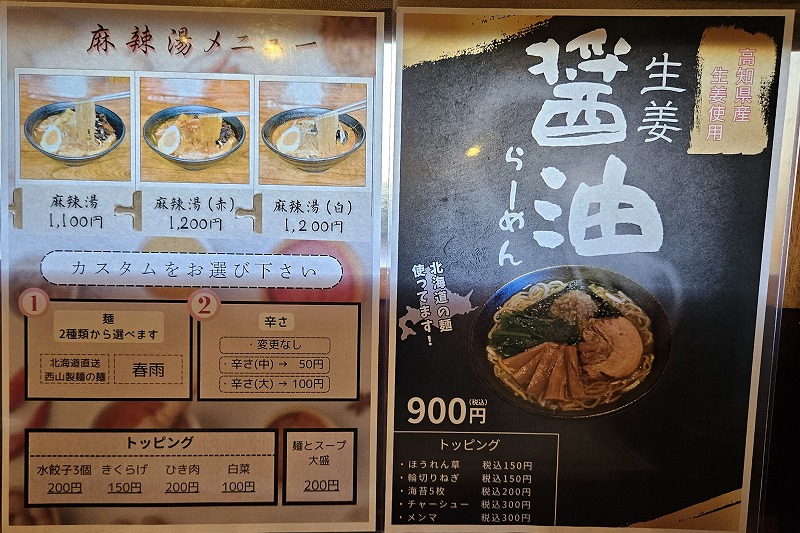 麻辣湯メニュー
麻辣湯
1,100円
麻辣湯(赤)
1,200円
麻辣湯(白)
1,200円
カスタムをお選び下さい
1
麺
2種類から選べます
北海道直送
西山製麺の麺
春雨
2
辛さ
・変更なし
・辛さ(中)→ 50円
・辛さ(大)→ 100円
トッピング
水餃子3個 きくらげ ひき肉 白菜
200円 150円 200円 100円
麺とスープ
大盛
200円
高知県産
生姜使用
生姜
醤油
らーめん
北海道の麺
使ってます!
900円
(税込)
トッピング
・ほうれん草 税込150円
・輪切りねぎ 税込150円
・海苔5枚 税込200円
・チャーシュー 税込300円
・メンマ 税込300円